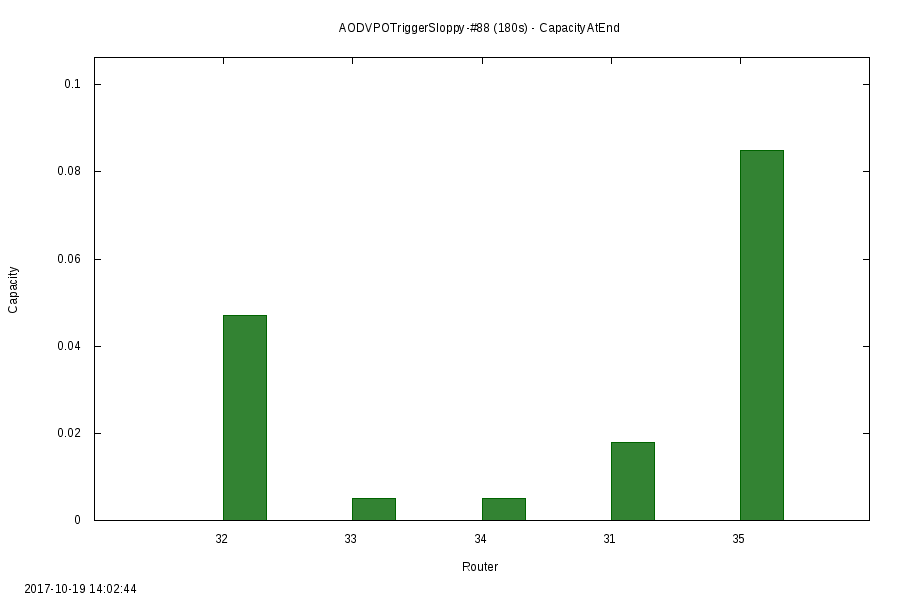 AODVPOTriggerSloppy-#88 (180s) - CapacityAtEnd
0.1
0.08
0.06
0.04
0.02
0
Capacity
32 33 34 31 35
Router
2017-10-19 14:02:44